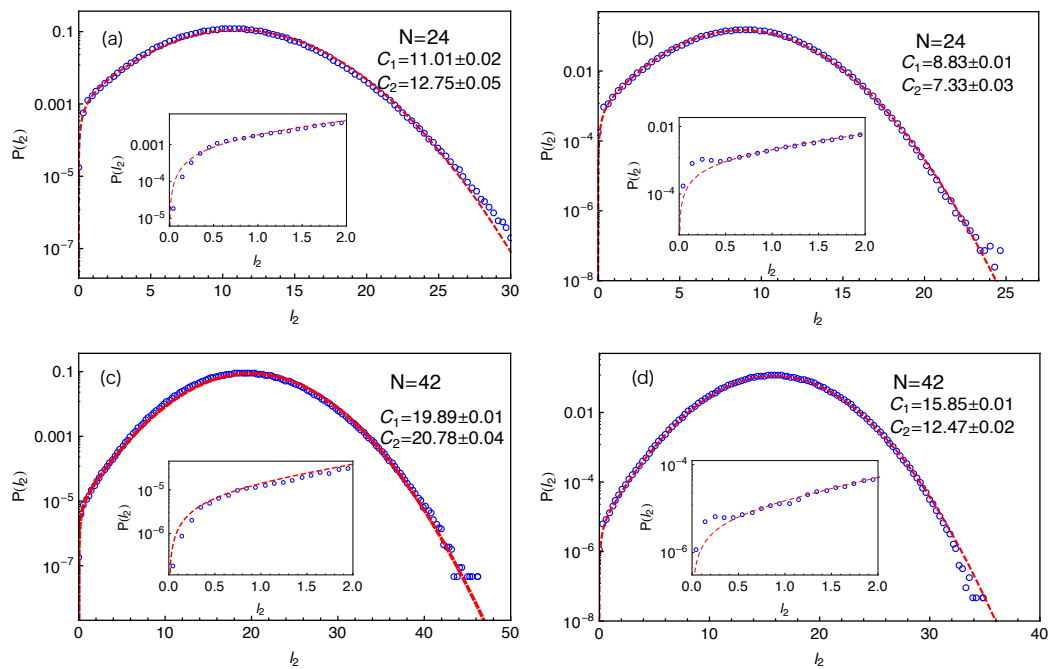 (a)
N=24
C₁=11.01±0.02
C₂=12.75±0.05
P(l₂)
0.1
0.001
10⁻⁵
10⁻⁷
0 5 10 15 20 25 30
l₂
P(l₂)
0.001
10⁻⁴
10⁻⁵
0.0 0.5 1.0 1.5 2.0
l₂
(b)
N=24
C₁=8.83±0.01
C₂=7.33±0.03
P(l₂)
0.01
10⁻⁴
10⁻⁶
10⁻⁸
0 5 10 15 20 25
l₂
P(l₂)
0.01
10⁻⁴
0.0 0.5 1.0 1.5 2.0
l₂
(c)
N=42
C₁=19.89±0.01
C₂=20.78±0.04
P(l₂)
0.1
0.001
10⁻⁵
10⁻⁷
0 10 20 30 40 50
l₂
P(l₂)
10⁻⁵
10⁻⁶
0.0 0.5 1.0 1.5 2.0
l₂
(d)
N=42
C₁=15.85±0.01
C₂=12.47±0.02
P(l₂)
0.01
10⁻⁴
10⁻⁶
10⁻⁸
0 10 20 30 40
l₂
P(l₂)
10⁻⁴
10⁻⁶
0.0 0.5 1.0 1.5 2.0
l₂